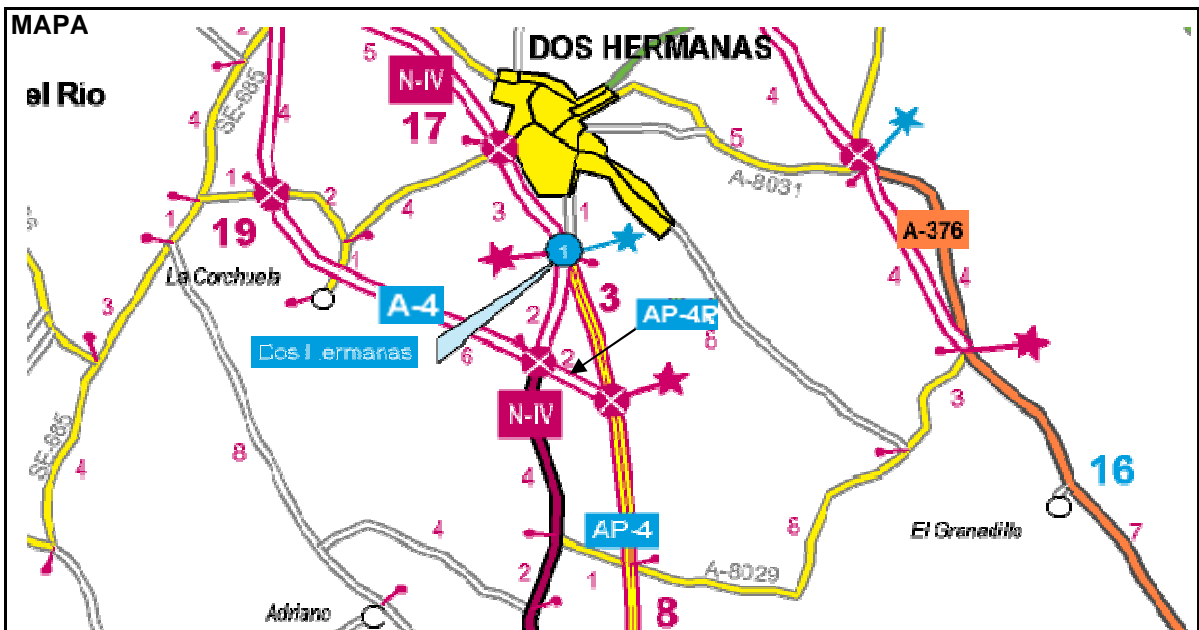 MAPA
DOS HERMANAS
el Rio
N-IV
17
SE-685
2
5
4
4
4
5
A-8031
1
2
4
3
1
A-376
4
4
19
1
La Corchuela
1
1
3
3
A-4
2
AP-4R
6
Dos Hermanas
6
2
3
N-IV
SE-685
4
8
4
16
El Granadillo
AP-4
8
7
4
2
1
A-8029
Adriano
8